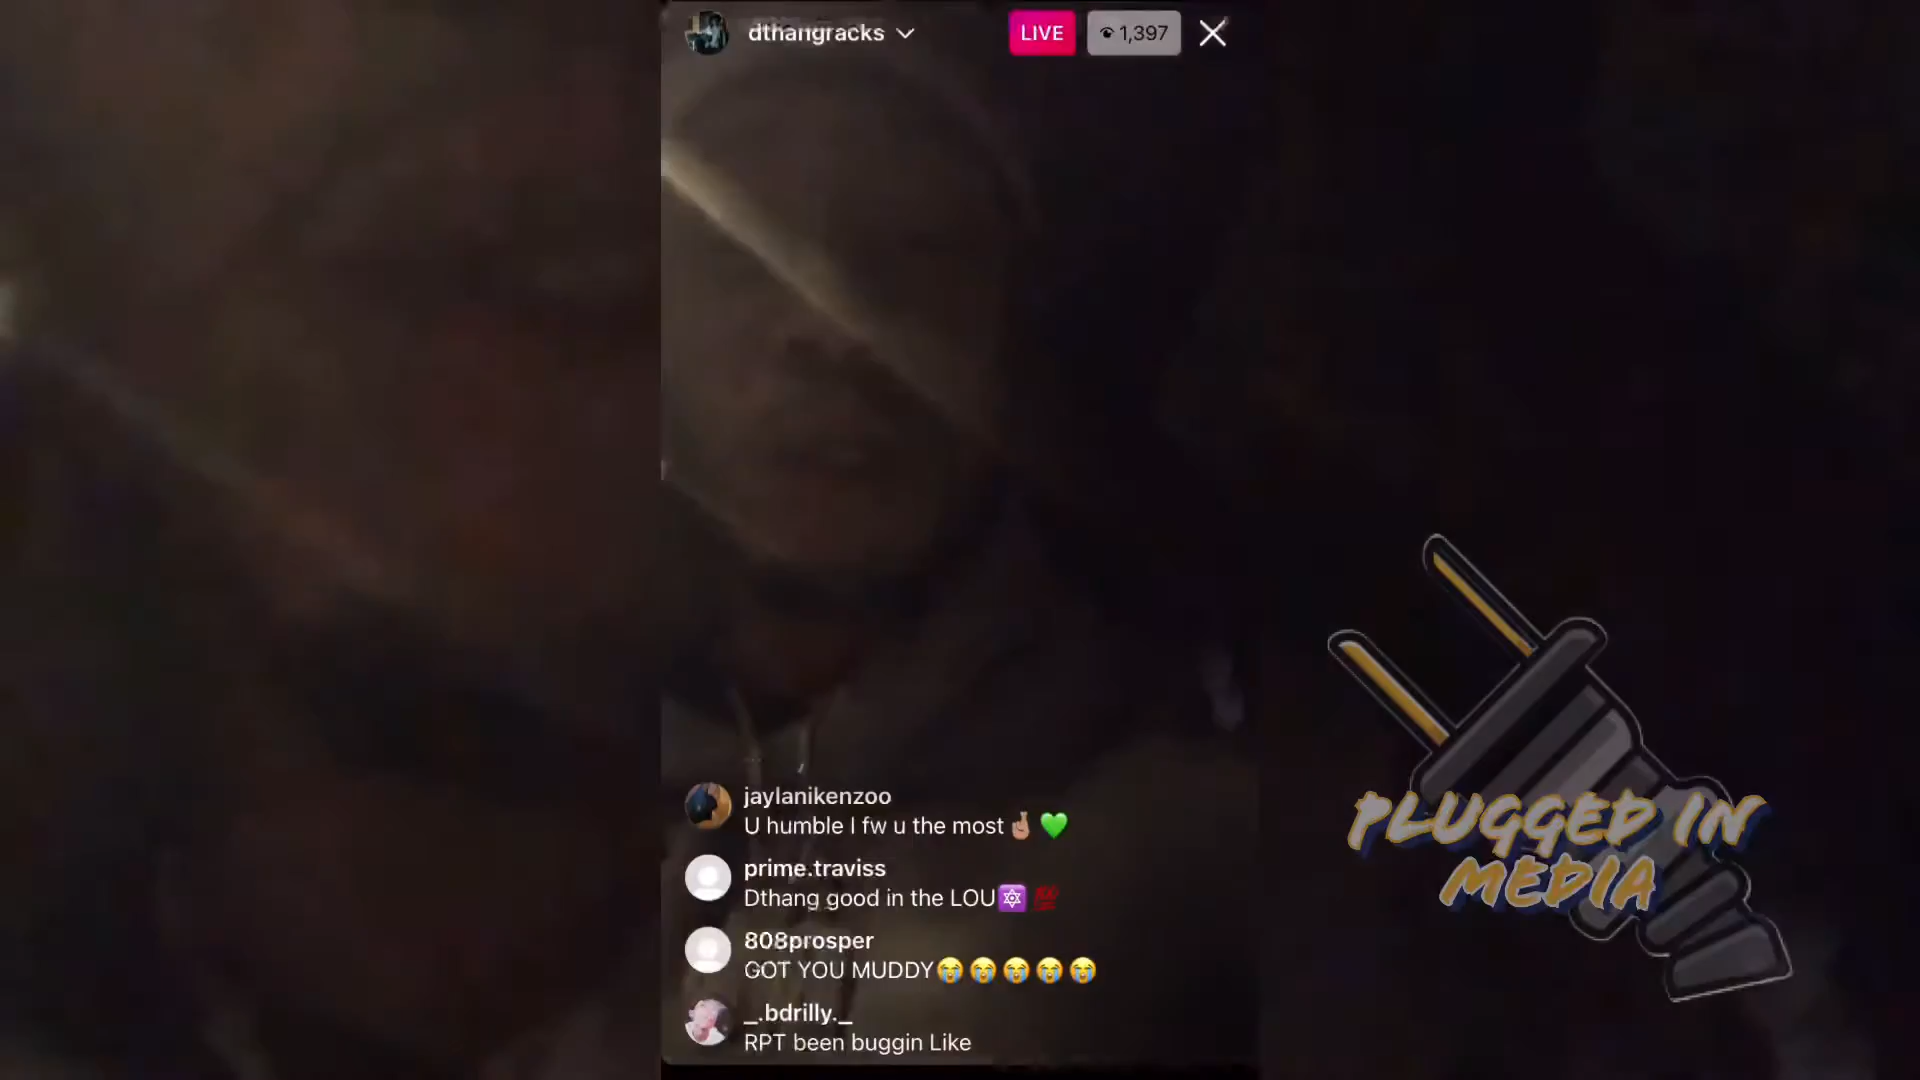 dthangracks
LIVE
1,397
jaylanikenzoo
U humble I fw u the most🤞🏽💚
prime.traviss
Dthang good in the LOU🔯💯
808prosper
GOT YOU MUDDY😭😭😭😭😭
_.bdrilly._
RPT been buggin Like
PLUGGED IN
MEDIA